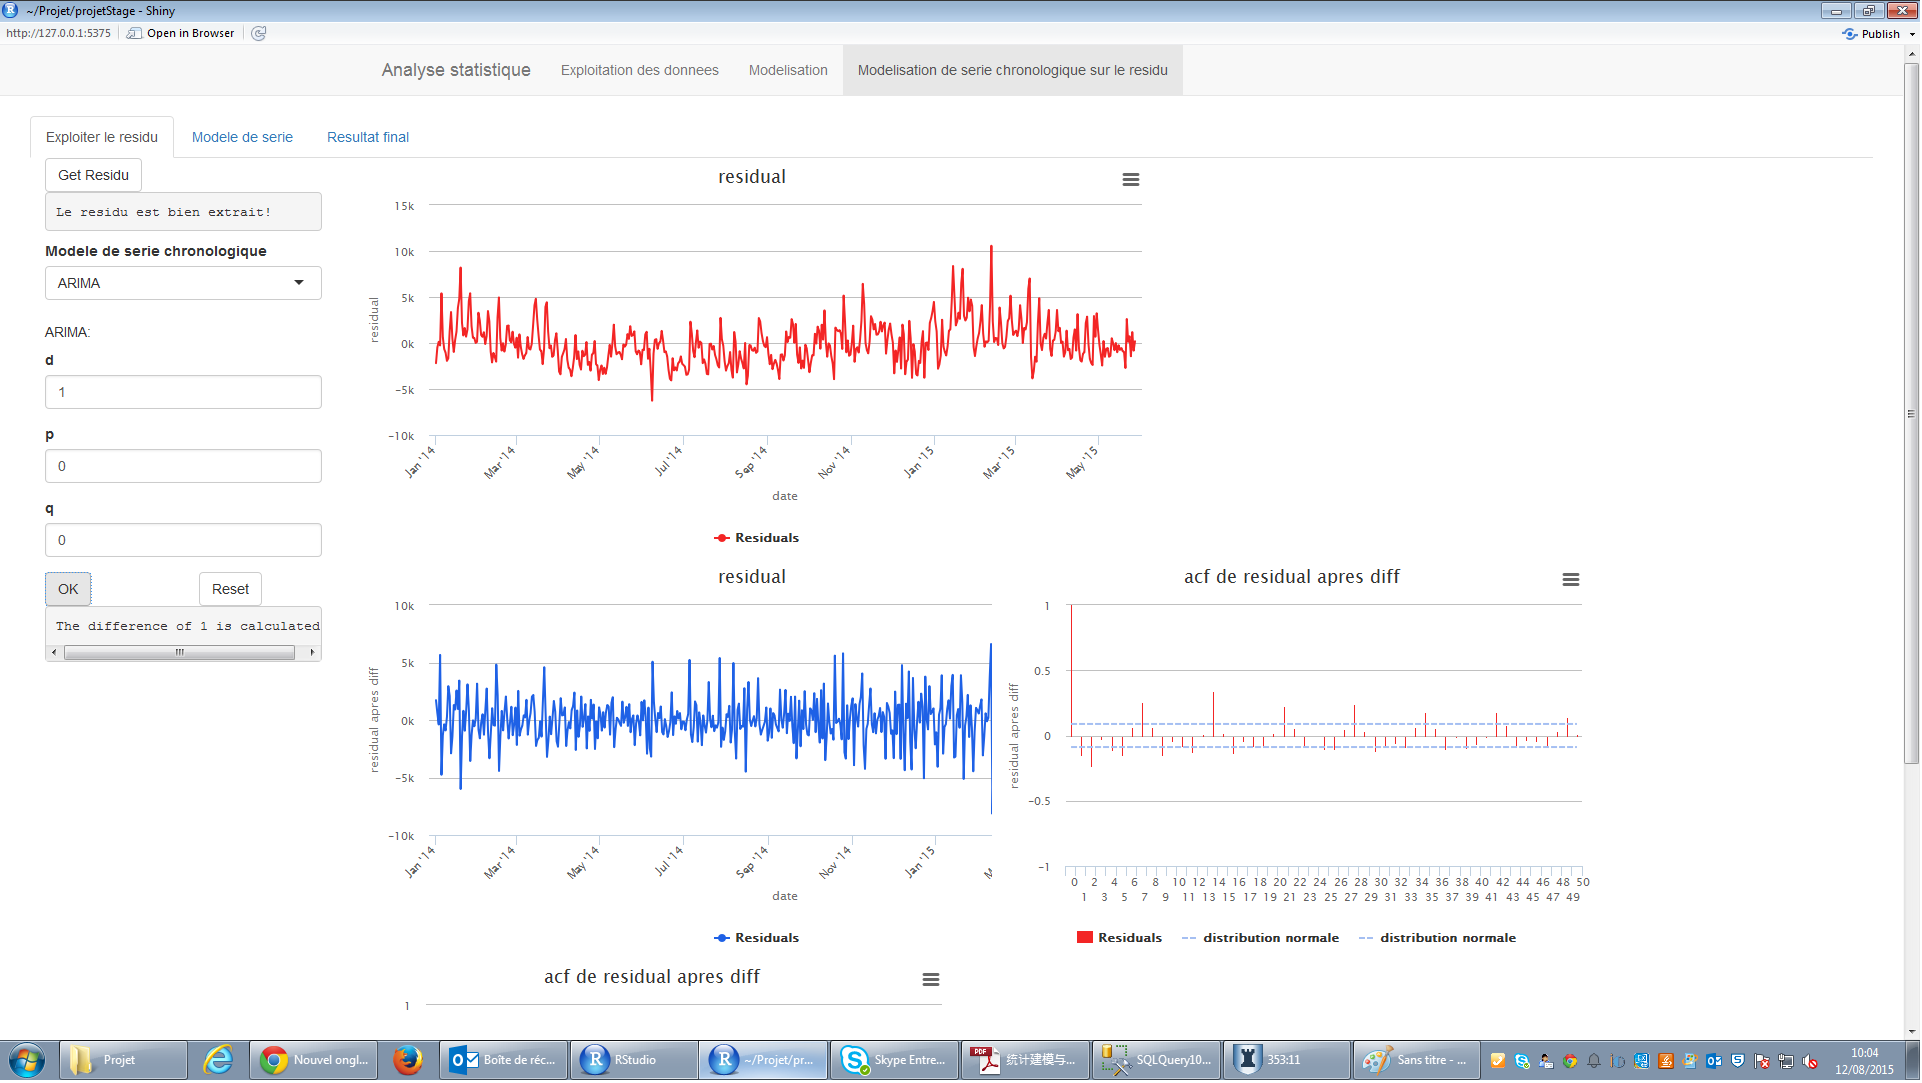 ~/Projet/projetStage - Shiny
http://127.0.0.1:5375
Open in Browser
Publish
Analyse statistique
Exploitation des donnees
Modelisation
Modelisation de serie chronologique sur le residu
Exploiter le residu
Modele de serie
Resultat final
Get Residu
Le residu est bien extrait!
Modele de serie chronologique
ARIMA
ARIMA:
d
1
p
0
q
0
OK
Reset
The difference of 1 is calculated
residual
15k
10k
5k
0k
-5k
-10k
residual
Jan '14
Mar '14
May '14
Jul '14
Sep '14
Nov '14
Jan '15
Mar '15
May '15
date
Residuals
residual
10k
5k
0k
-5k
-10k
residual apres diff
Jan '14
Mar '14
May '14
Jul '14
Sep '14
Nov '14
Jan '15
M
date
Residuals
acf de residual apres diff
1
0.5
0
-0.5
-1
residual apres diff
0 2 4 6 8 10 12 14 16 18 20 22 24 26 28 30 32 34 36 38 40 42 44 46 48 50
1 3 5 7 9 11 13 15 17 19 21 23 25 27 29 31 33 35 37 39 41 43 45 47 49
Residuals
distribution normale
distribution normale
acf de residual apres diff
1
Projet
Nouvel ongl...
Boîte de réc...
RStudio
~/Projet/pr...
Skype Entre...
PDF
统计建模与...
SQLQuery10...
353:11
Sans titre - ...
10:04
12/08/2015